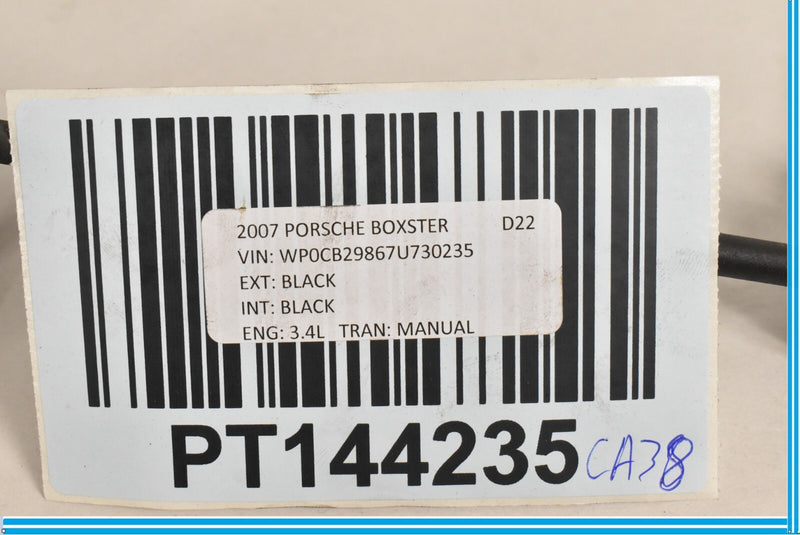 2007 PORSCHE BOXSTER D22
VIN: WP0CB29867U730235
EXT: BLACK
INT: BLACK
ENG: 3.4L TRAN: MANUAL
PT144235 CA38